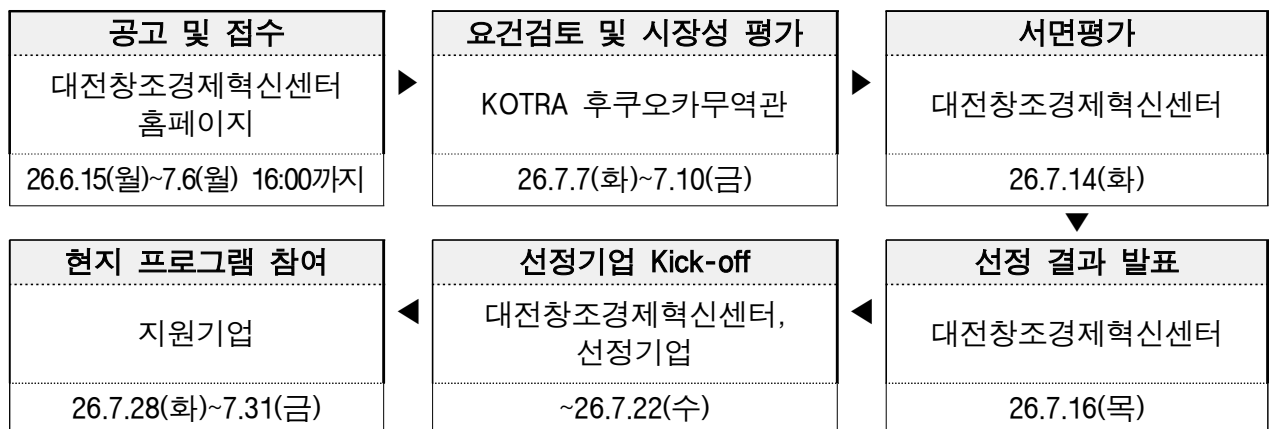 공고 및 접수
대전창조경제혁신센터
홈페이지
26.6.15(월)~7.6(월) 16:00까지
▶
요건검토 및 시장성 평가
KOTRA 후쿠오카무역관
26.7.7(화)~7.10(금)
▶
서면평가
대전창조경제혁신센터
26.7.14(화)
▼
선정 결과 발표
대전창조경제혁신센터
26.7.16(목)
◀
선정기업 Kick-off
대전창조경제혁신센터,
선정기업
~26.7.22(수)
◀
현지 프로그램 참여
지원기업
26.7.28(화)~7.31(금)